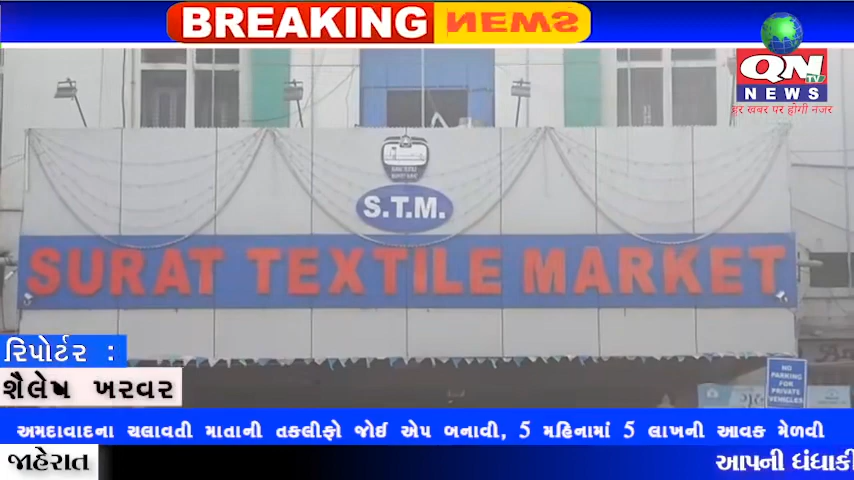 BREAKING NEWS
QN TV
NEWS
हर खबर पर होगी नजर
S.T.M.
SURAT TEXTILE MARKET
NO
PARKING
FOR
PRIVATE
VEHICLES
રિપોર્ટર :
શૈલેષ ખરવર
અમદાવાદના ચલાવતી માતાની તકલીફો જોઈ એપ બનાવી, 5 મહિનામાં 5 લાખની આવક મેળવી
જાહેરાત
આપની ધંધાકી